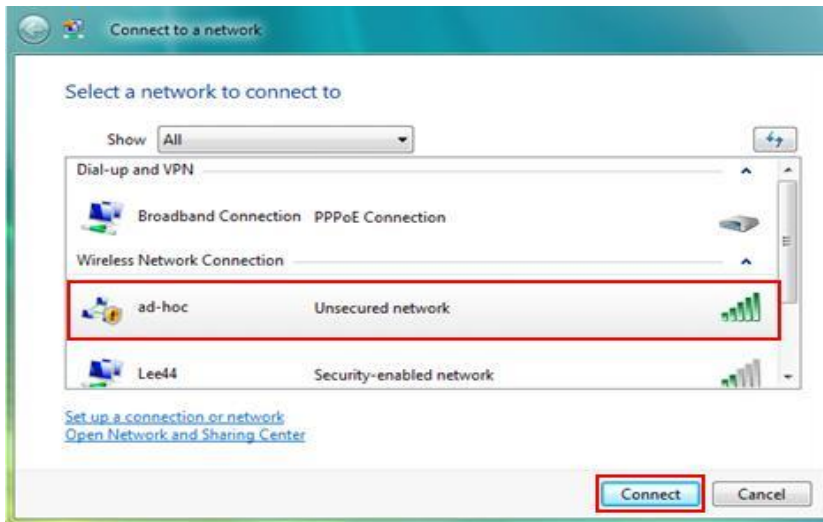 Connect to a network
Select a network to connect to
Show All
Dial-up and VPN
Broadband Connection PPPoE Connection
Wireless Network Connection
ad-hoc Unsecured network
Lee44 Security-enabled network
Set up a connection or network
Open Network and Sharing Center
Connect Cancel